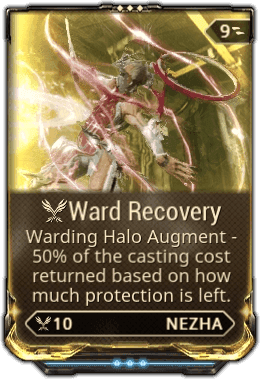 9
Ward Recovery
Warding Halo Augment -
50% of the casting cost
returned based on how
much protection is left.
10 NEZHA